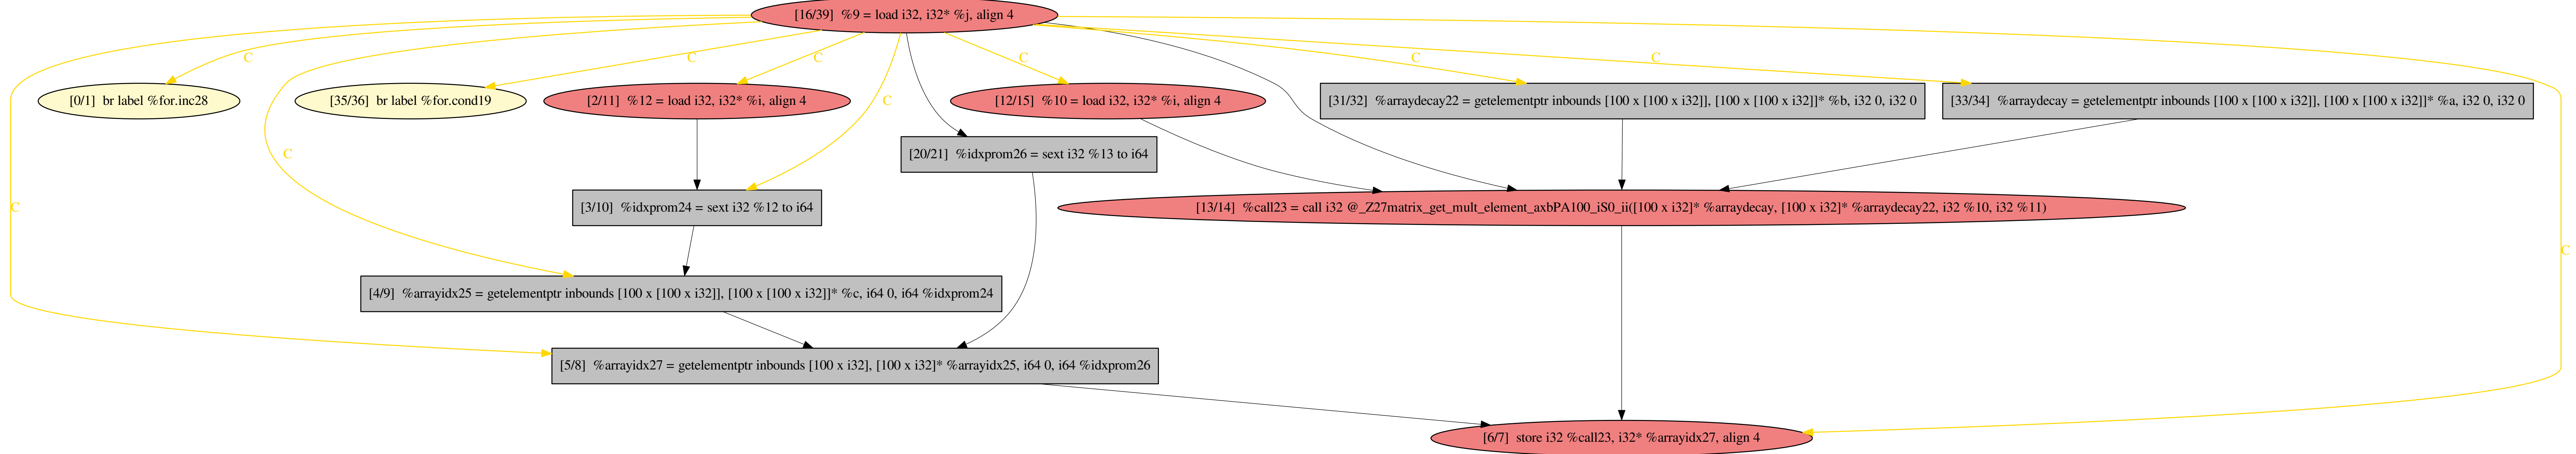 [16/39] %9 = load i32, i32* %j, align 4
C
C
C
C
C
C
[0/1] br label %for.inc28
[35/36] br label %for.cond19
[2/11] %12 = load i32, i32* %i, align 4
C
[12/15] %10 = load i32, i32* %i, align 4
[31/32] %arraydecay22 = getelementptr inbounds [100 x [100 x i32]], [100 x [100 x i32]]* %b, i32 0, i32 0
[33/34] %arraydecay = getelementptr inbounds [100 x [100 x i32]], [100 x [100 x i32]]* %a, i32 0, i32 0
C
[20/21] %idxprom26 = sext i32 %13 to i64
C
[3/10] %idxprom24 = sext i32 %12 to i64
[13/14] %call23 = call i32 @_Z27matrix_get_mult_element_axbPA100_iS0_ii([100 x i32]* %arraydecay, [100 x i32]* %arraydecay22, i32 %10, i32 %11)
C
[4/9] %arrayidx25 = getelementptr inbounds [100 x [100 x i32]], [100 x [100 x i32]]* %c, i64 0, i64 %idxprom24
[5/8] %arrayidx27 = getelementptr inbounds [100 x i32], [100 x i32]* %arrayidx25, i64 0, i64 %idxprom26
[6/7] store i32 %call23, i32* %arrayidx27, align 4